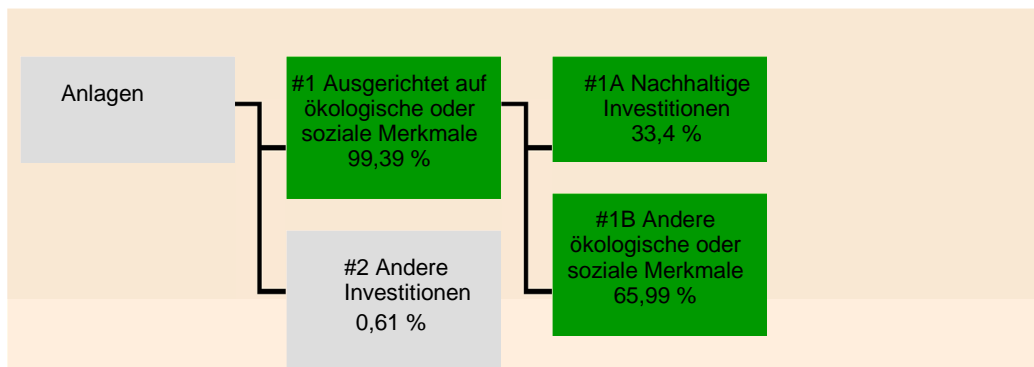 Anlagen
#1 Ausgerichtet auf
ökologische oder
soziale Merkmale
99,39 %
#2 Andere
Investitionen
0,61 %
#1A Nachhaltige
Investitionen
33,4 %
#1B Andere
ökologische oder
soziale Merkmale
65,99 %